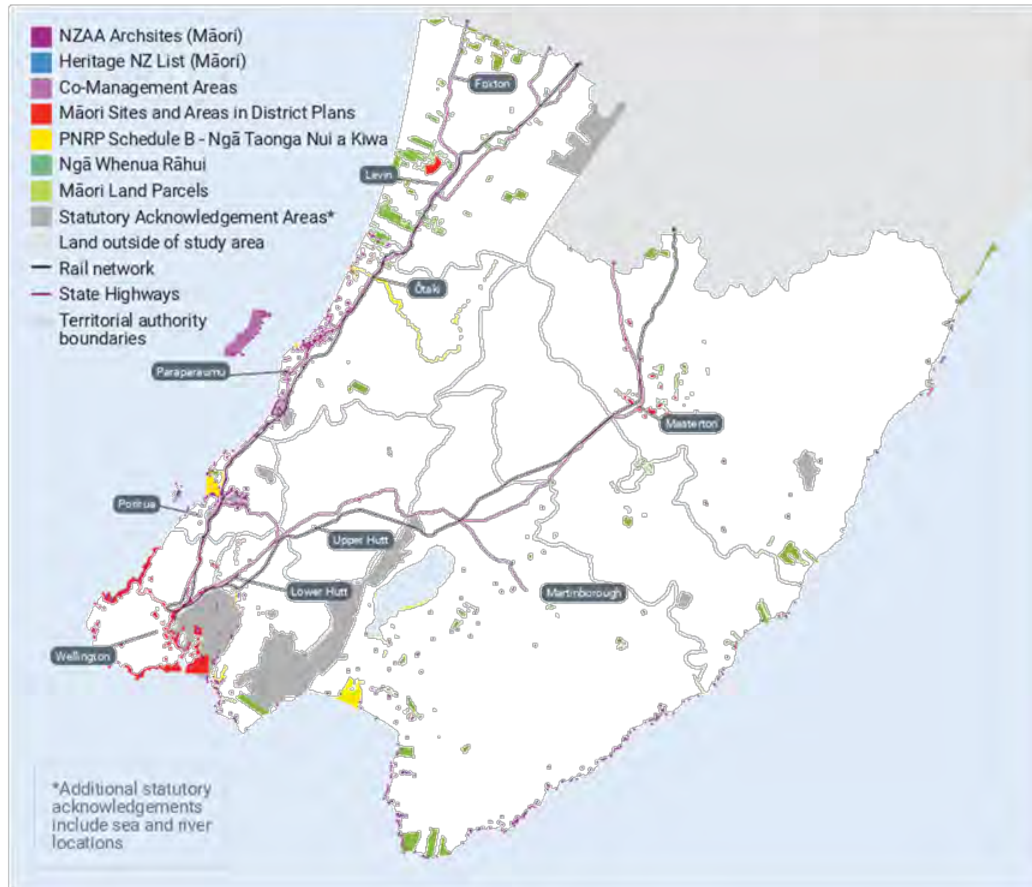 NZAA Archsites (Māori)
Heritage NZ List (Māori)
Co-Management Areas
Māori Sites and Areas in District Plans
PNRP Schedule B - Ngā Taonga Nui a Kiwa
Ngā Whenua Rāhui
Māori Land Parcels
Statutory Acknowledgement Areas*
Land outside of study area
Rail network
State Highways
Territorial authority
boundaries
Foxton
Levin
Ōtaki
Paraparaumu
Masterton
Porirua
Upper Hutt
Lower Hutt
Martinborough
Wellington
*Additional statutory
acknowledgements
include sea and river
locations